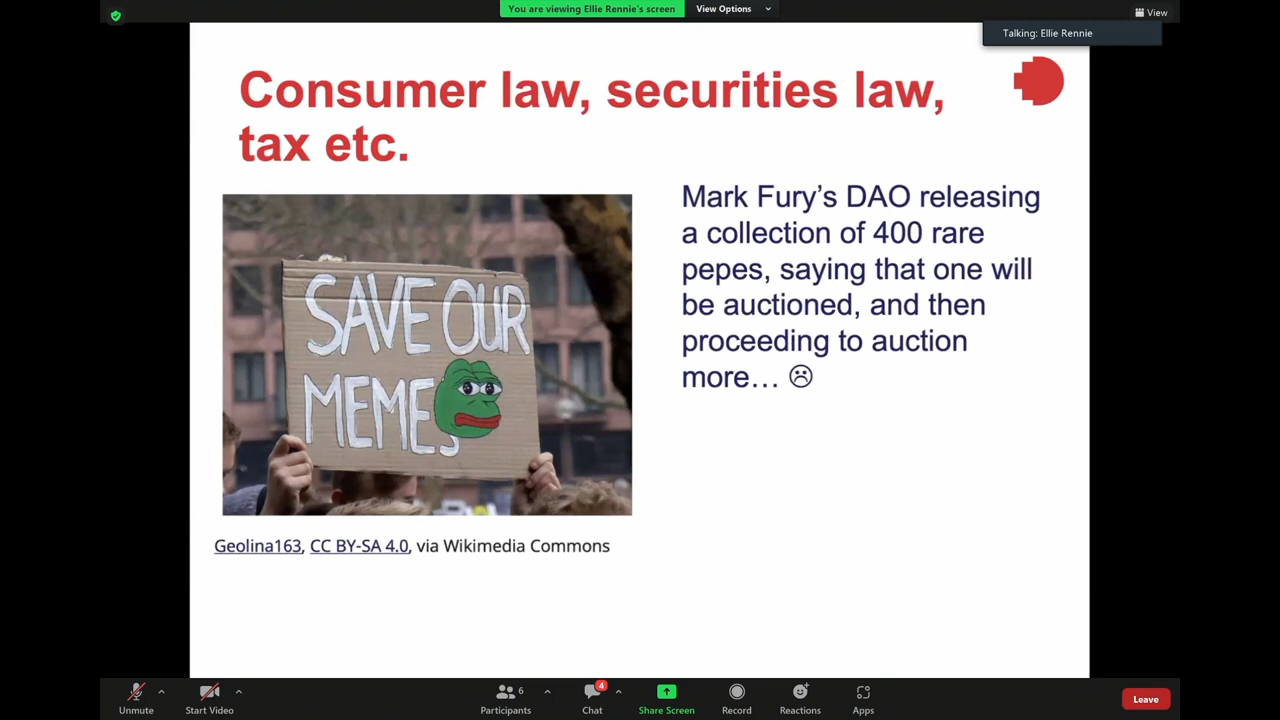 You are viewing Ellie Rennie's screen
View Options
View
Talking: Ellie Rennie
Consumer law, securities law,
tax etc.
SAVE OUR
MEMES
Mark Fury’s DAO releasing
a collection of 400 rare
pepes, saying that one will
be auctioned, and then
proceeding to auction
more… ☹
Geolina163, CC BY-SA 4.0, via Wikimedia Commons
Unmute
Start Video
6
Participants
4
Chat
Share Screen
Record
Reactions
Apps
Leave